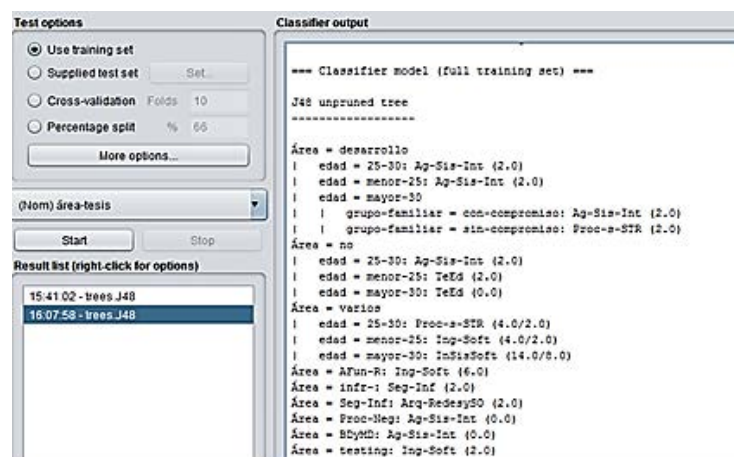 Test options
Use training set
Supplied test set Set...
Cross-validation Folds 10
Percentage split % 66
More options...
(Nom) área-tesis
Start Stop
Result list (right-click for options)
15:41:02 - trees.J48
16:07:58 - trees.J48
Classifier output
=== Classifier model (full training set) ===
J48 unpruned tree
------------------
Área = desarrollo
| edad = 25-30: Ag-Sis-Int (2.0)
| edad = menor-25: Ag-Sis-Int (2.0)
| edad = mayor-30
| | grupo-familiar = con-compromiso: Ag-Sis-Int (2.0)
| | grupo-familiar = sin-compromiso: Proc-s-STR (2.0)
Área = no
| edad = 25-30: Ag-Sis-Int (2.0)
| edad = menor-25: TeEd (2.0)
| edad = mayor-30: TeEd (0.0)
Área = varios
| edad = 25-30: Proc-s-STR (4.0/2.0)
| edad = menor-25: Ing-Soft (4.0/2.0)
| edad = mayor-30: InSisSoft (14.0/8.0)
Área = AFun-R: Ing-Soft (6.0)
Área = infr-: Seg-Inf (2.0)
Área = Seg-Inf: Arq-RedesySO (2.0)
Área = Proc-Neg: Ag-Sis-Int (0.0)
Área = BDyMD: Ag-Sis-Int (0.0)
Área = testing: Ing-Soft (2.0)